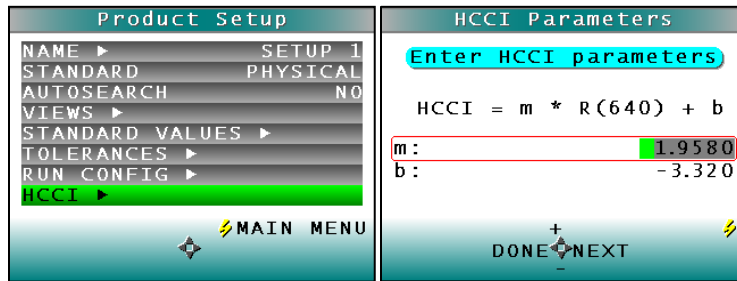 Product Setup
NAME ► SETUP 1
STANDARD PHYSICAL
AUTOSEARCH NO
VIEWS ►
STANDARD VALUES ►
TOLERANCES ►
RUN CONFIG ►
HCCI ►
MAIN MENU
HCCI Parameters
Enter HCCI parameters
HCCI = m * R(640) + b
m: 1.9580
b: -3.320
+
DONE NEXT
-